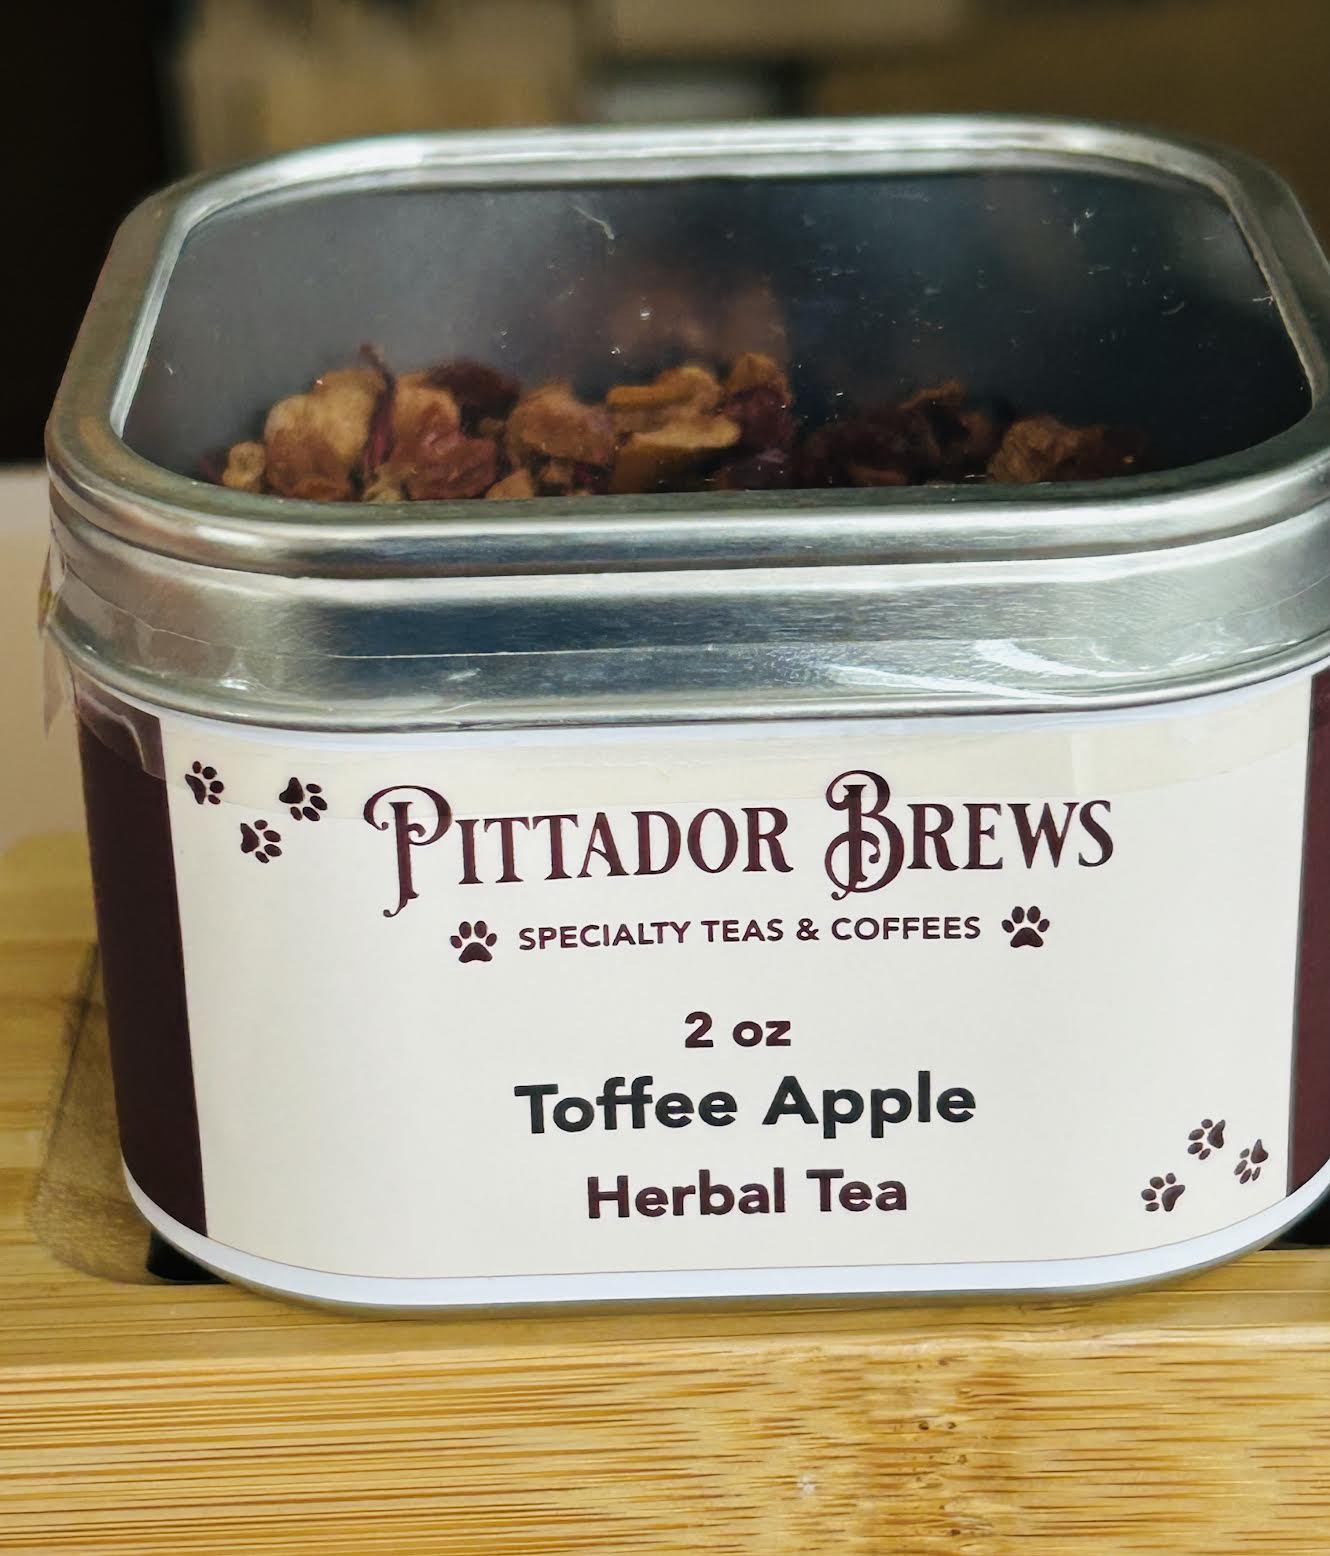 PITTADOR BREWS
SPECIALTY TEAS & COFFEES
2 oz
Toffee Apple
Herbal Tea